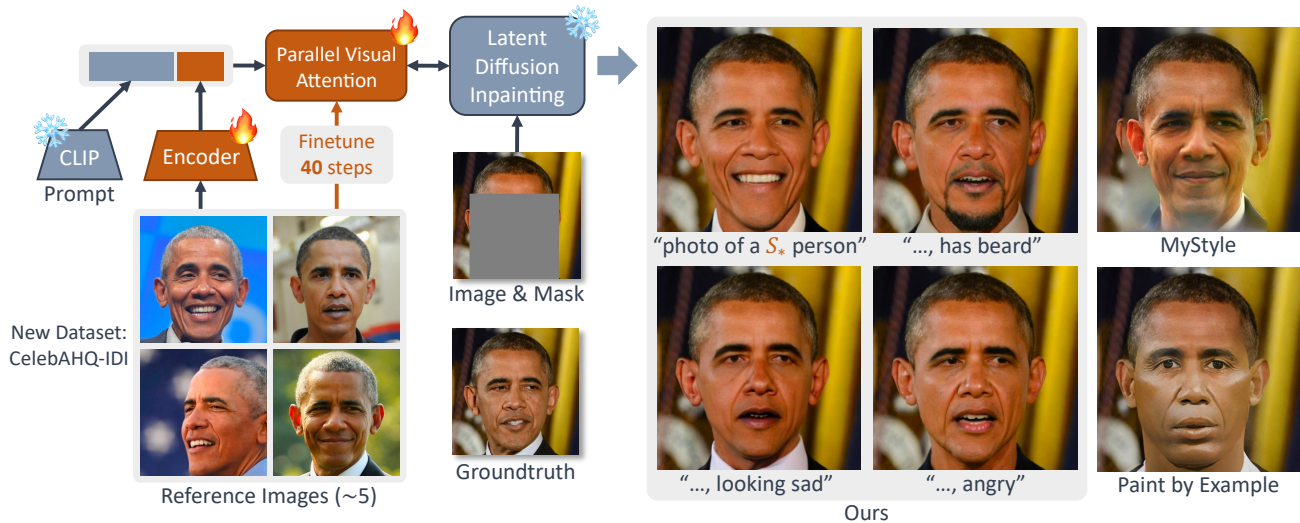 Parallel Visual
Attention
Latent
Diffusion
Inpainting
CLIP
Prompt
Encoder
Finetune
40 steps
Image & Mask
New Dataset:
CelebAHQ-IDI
Reference Images (~5)
Groundtruth
“photo of a S* person”
“..., has beard”
MyStyle
“..., looking sad”
“..., angry”
Paint by Example
Ours